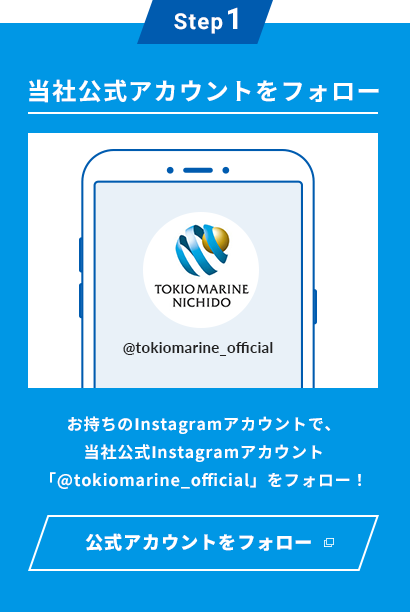 Step1
当社公式アカウントをフォロー
TOKIO MARINE
NICHIDO
@tokiomarine_official
お持ちのInstagramアカウントで、
当社公式Instagramアカウント
「@tokiomarine_official」をフォロー！
公式アカウントをフォロー